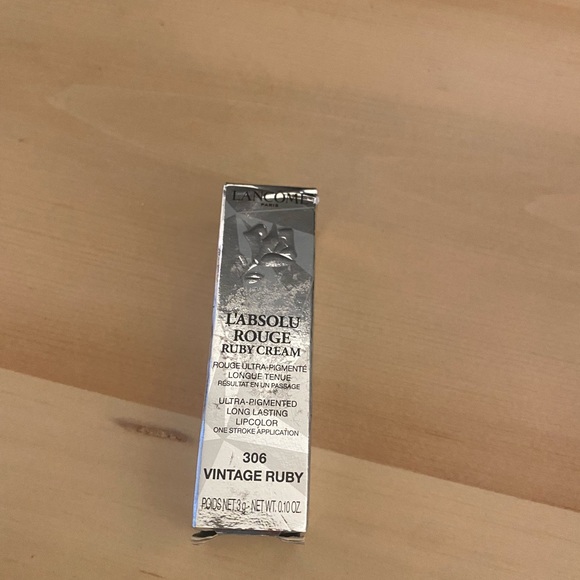 LANCÔME
PARIS
L'ABSOLU
ROUGE
RUBY CREAM
ROUGE ULTRA-PIGMENTÉ
LONGUE TENUE
RÉSULTAT EN UN PASSAGE
ULTRA-PIGMENTED
LONG LASTING
LIPCOLOR
ONE STROKE APPLICATION
306
VINTAGE RUBY
POIDS NET 3 g - NET WT. 0.10 OZ.